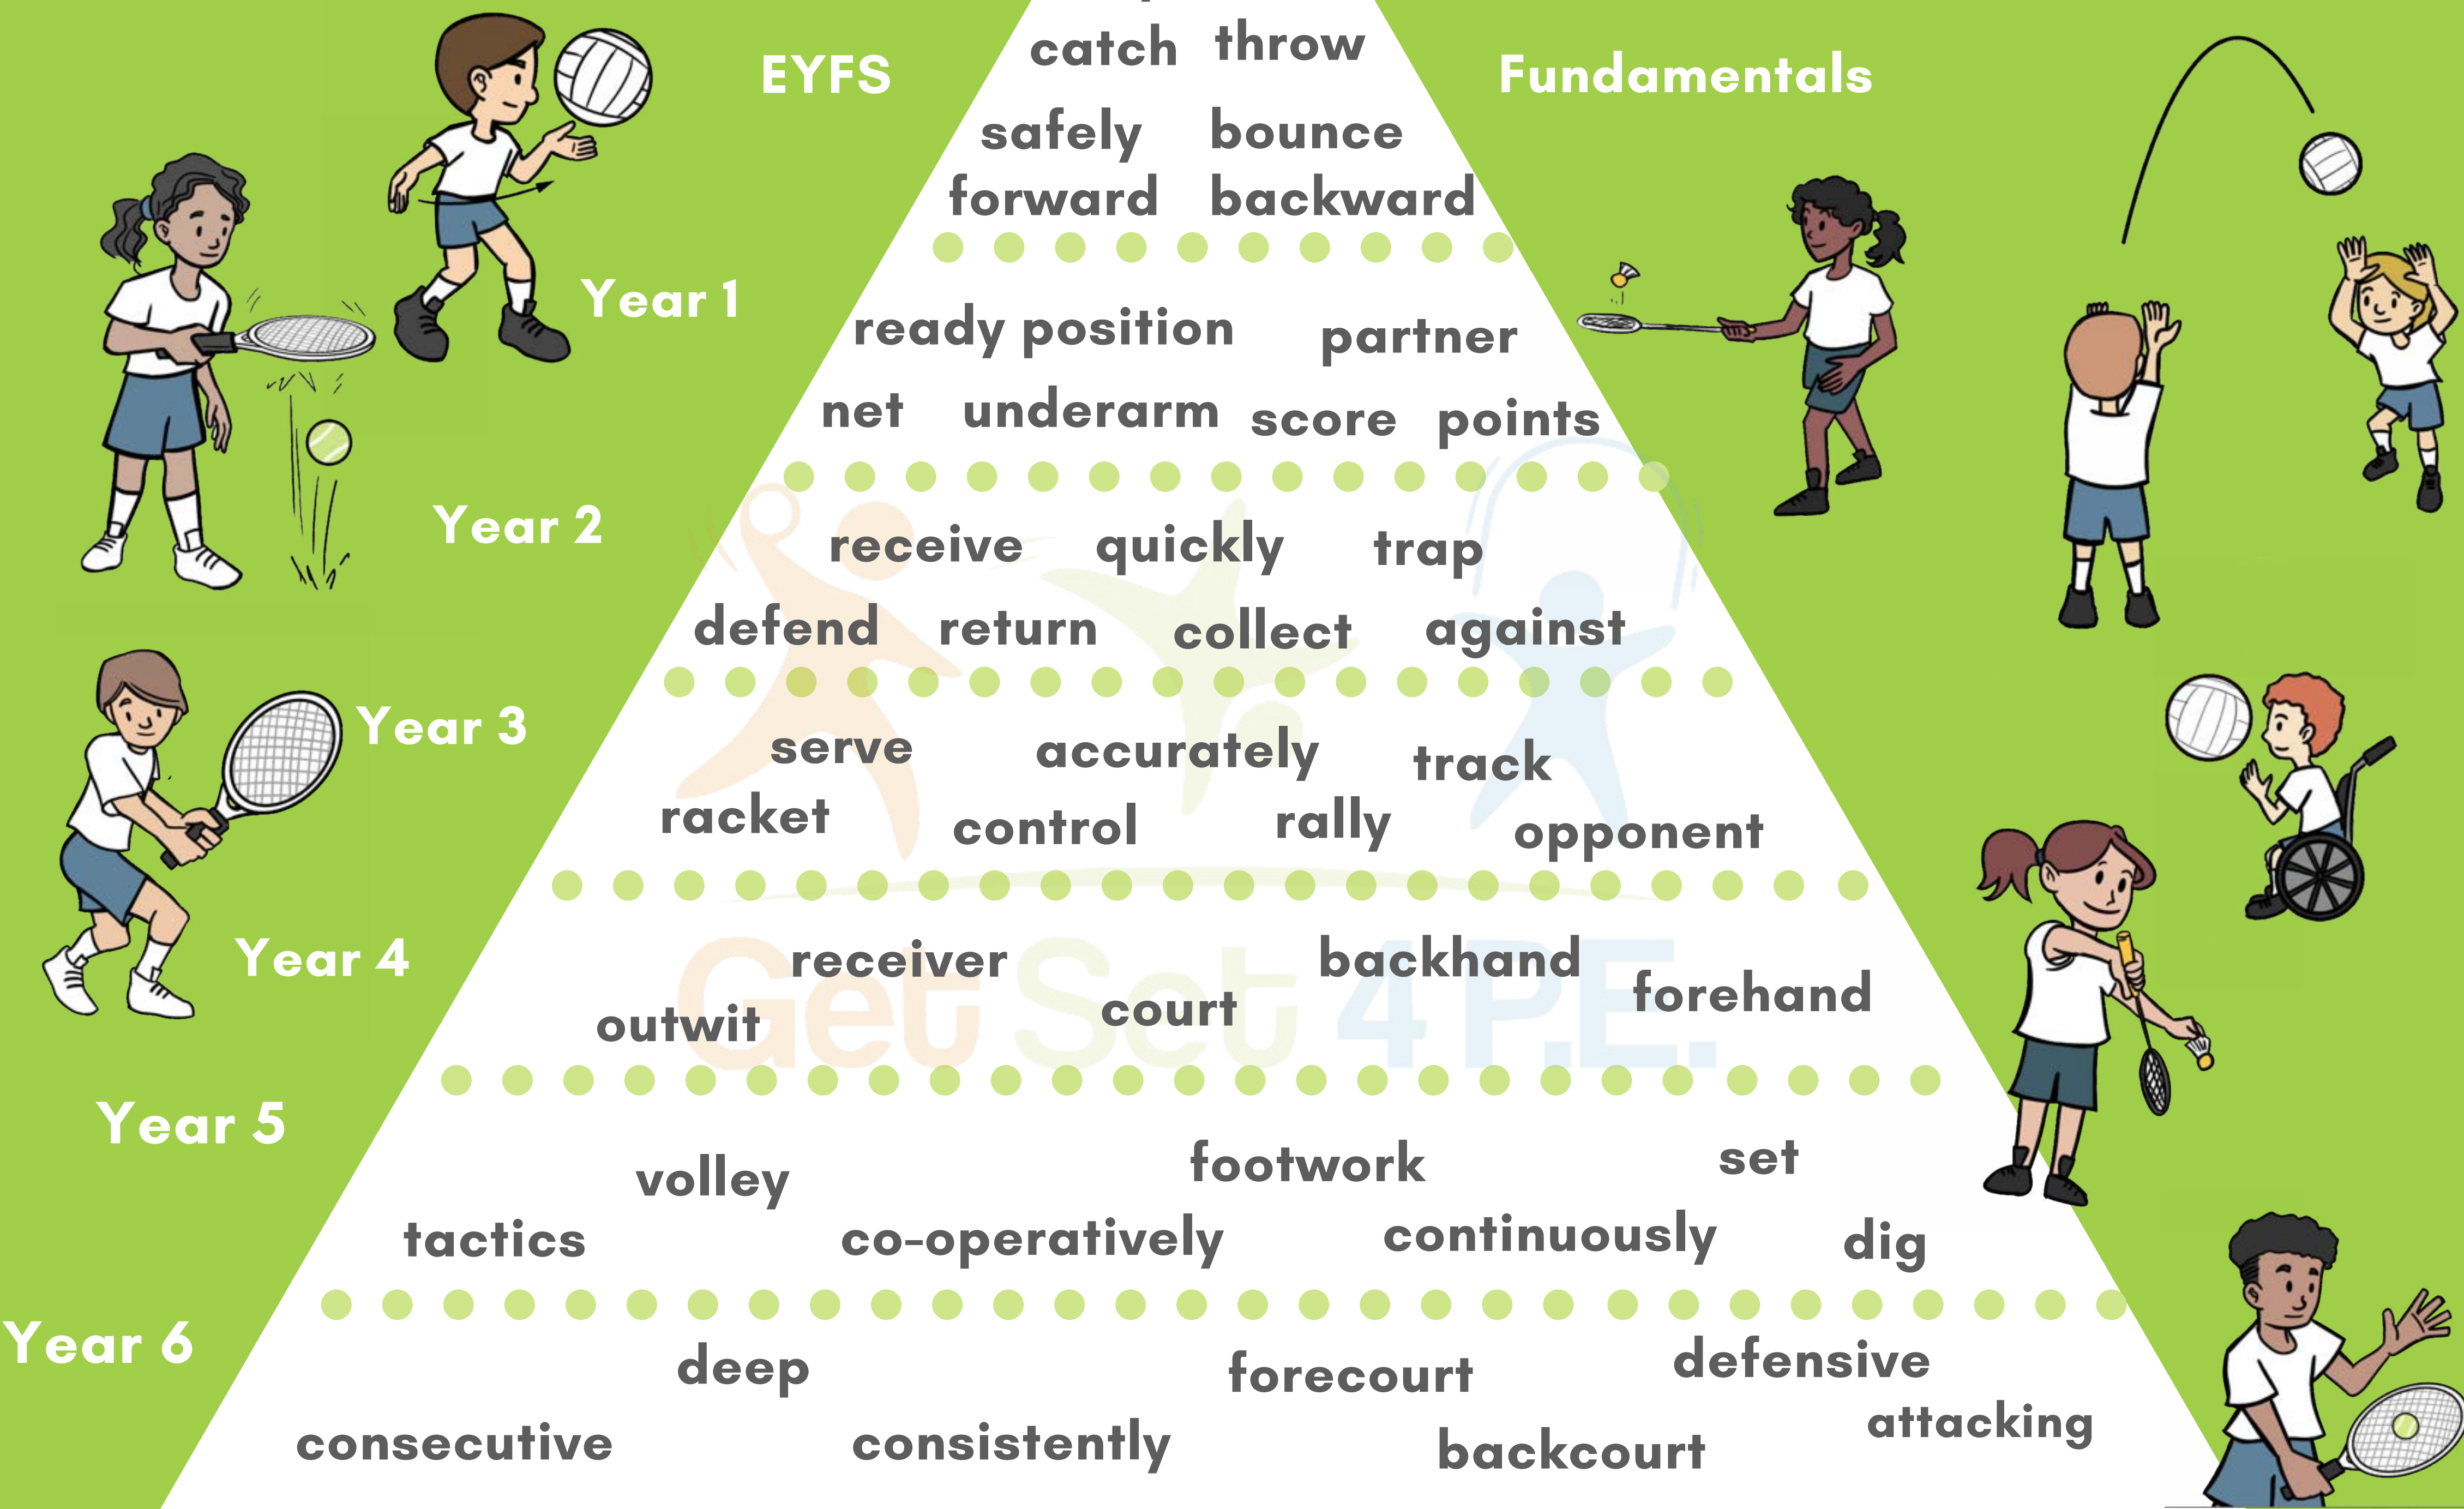 EYFS
catch throw
Fundamentals
safely bounce
forward backward
Year 1
ready position partner
net underarm score points
Year 2
receive quickly trap
defend return collect against
Year 3
serve accurately track
racket control rally opponent
Year 4
receiver backhand
forehand
outwit court
Get Set 4 P.E.
Year 5
volley footwork set
tactics co-operatively continuously dig
Year 6
deep forecourt defensive
consecutive consistently backcourt attacking